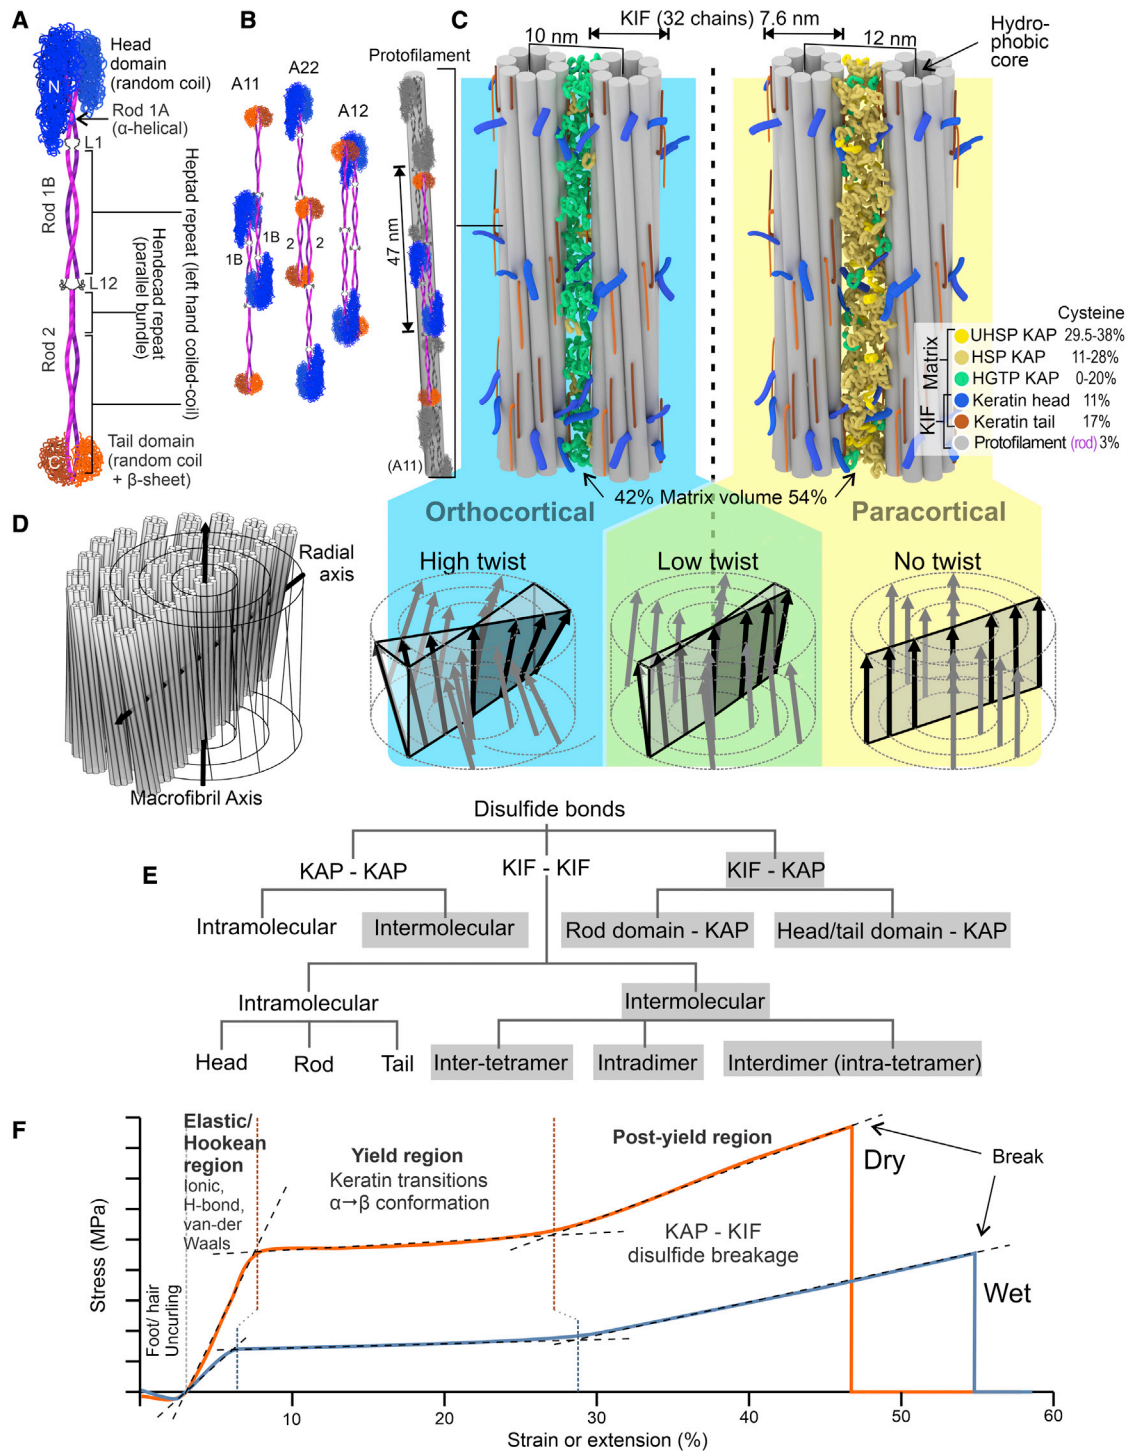 A
Head
domain
(random coil)
N
Rod 1A
(α-helical)
L1
Rod 1B
Heptad repeat (left hand coiled-coil)
Hendecad repeat
(parallel bundle)
L12
Rod 2
Tail domain
(random coil
+ β-sheet)
C
B
A11
A22
A12
1B
1B
2
2
Protofilament
47 nm
(A11)
C
KIF (32 chains) 7.6 nm
10 nm
12 nm
Hydro-
phobic
core
Cysteine
Matrix
KIF
UHSP KAP 29.5-38%
HSP KAP 11-28%
HGTP KAP 0-20%
Keratin head 11%
Keratin tail 17%
Protofilament (rod) 3%
42% Matrix volume 54%
Orthocortical
Paracortical
High twist
Low twist
No twist
D
Radial
axis
Macrofibril Axis
E
Disulfide bonds
KAP - KAP
KIF - KIF
KIF - KAP
Intramolecular
Intermolecular
Rod domain - KAP
Head/tail domain - KAP
Intramolecular
Intermolecular
Head
Rod
Tail
Inter-tetramer
Intradimer
Interdimer (intra-tetramer)
F
Elastic/
Hookean
region
Ionic,
H-bond,
van-der
Waals
Yield region
Keratin transitions
α→β conformation
Post-yield region
KAP - KIF
disulfide breakage
Dry
Break
Wet
Foot/ hair
Uncurling
Stress (MPa)
10
20
30
40
50
60
Strain or extension (%)